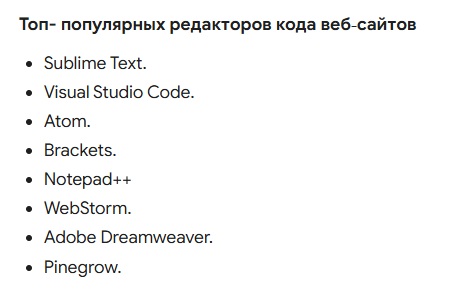 Топ- популярных редакторов кода веб-сайтов
• Sublime Text.
• Visual Studio Code.
• Atom.
• Brackets.
• Notepad++
• WebStorm.
• Adobe Dreamweaver.
• Pinegrow.